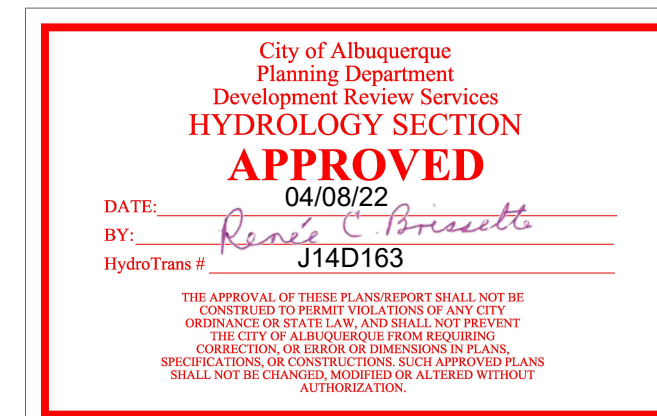 City of Albuquerque
Planning Department
Development Review Services
HYDROLOGY SECTION
APPROVED
DATE: 04/08/22
BY: Renée C. Brissette
HydroTrans # J14D163
THE APPROVAL OF THESE PLANS/REPORT SHALL NOT BE
CONSTRUED TO PERMIT VIOLATIONS OF ANY CITY
ORDINANCE OR STATE LAW, AND SHALL NOT PREVENT
THE CITY OF ALBUQUERQUE FROM REQUIRING
CORRECTION, OR ERROR OR DIMENSIONS IN PLANS,
SPECIFICATIONS, OR CONSTRUCTIONS. SUCH APPROVED PLANS
SHALL NOT BE CHANGED, MODIFIED OR ALTERED WITHOUT
AUTHORIZATION.